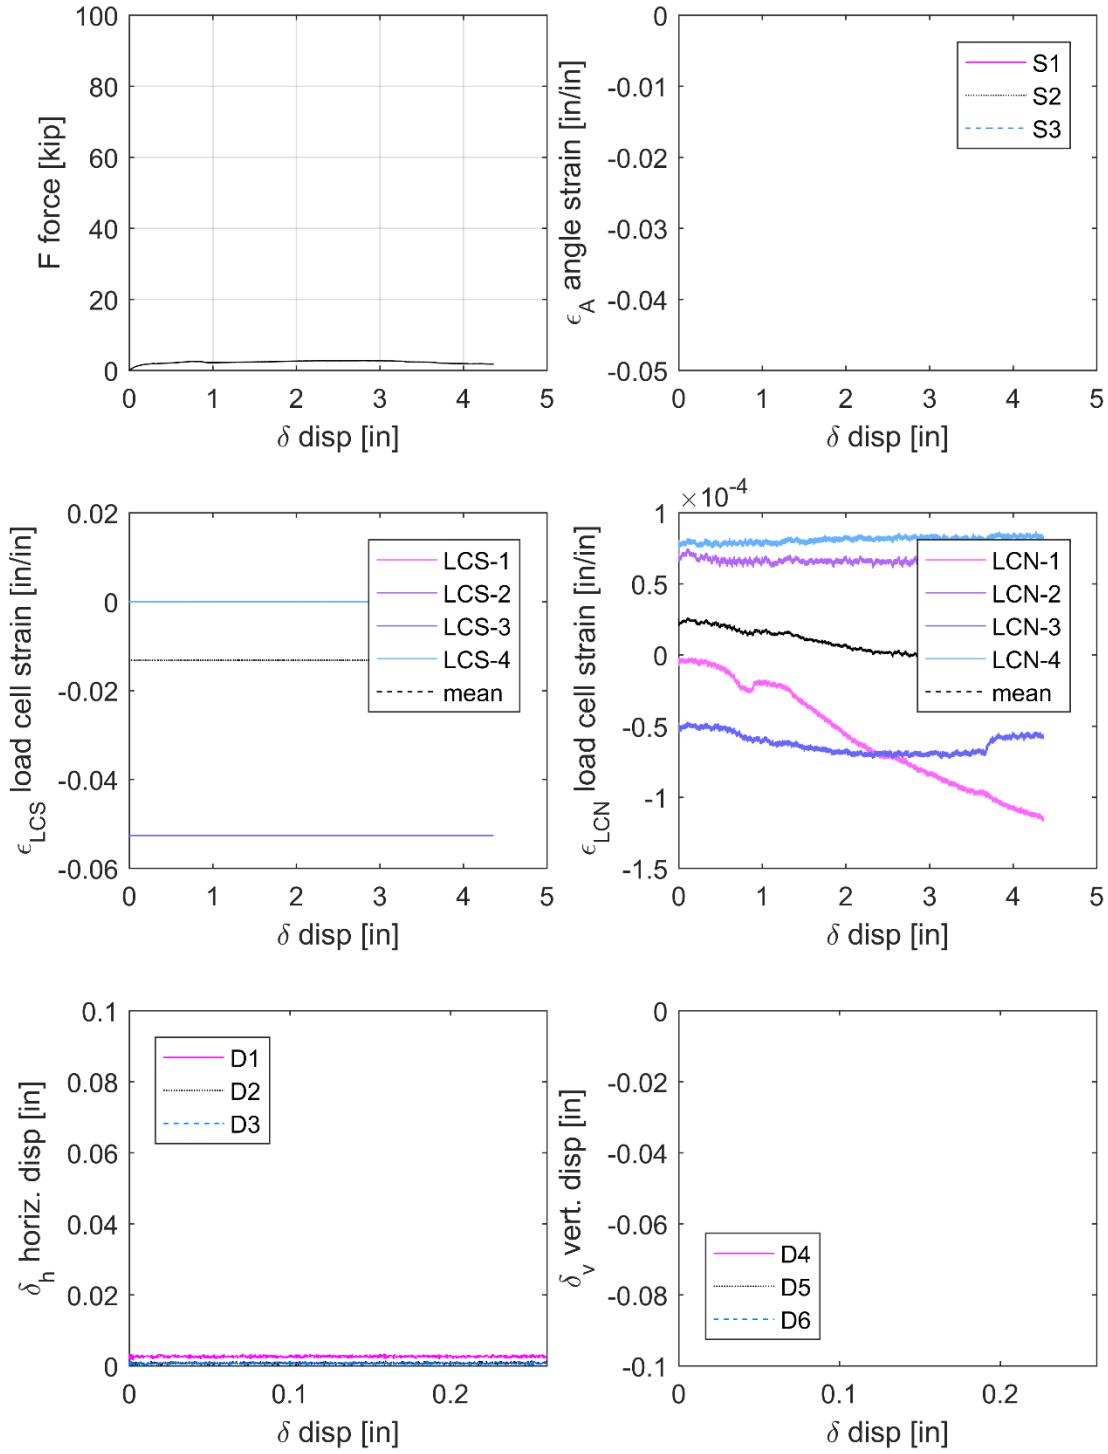 100
80
60
40
20
0
F force [kip]
0 1 2 3 4 5
δ disp [in]
0
-0.01
-0.02
-0.03
-0.04
-0.05
ϵA angle strain [in/in]
S1
S2
S3
0 1 2 3 4 5
δ disp [in]
0.02
0
-0.02
-0.04
-0.06
ϵLCS load cell strain [in/in]
LCS-1
LCS-2
LCS-3
LCS-4
mean
0 1 2 3 4 5
δ disp [in]
×10-4
1
0.5
0
-0.5
-1
-1.5
ϵLCN load cell strain [in/in]
LCN-1
LCN-2
LCN-3
LCN-4
mean
0 1 2 3 4 5
δ disp [in]
0.1
0.08
0.06
0.04
0.02
0
δh horiz. disp [in]
D1
D2
D3
0 0.1 0.2
δ disp [in]
0
-0.02
-0.04
-0.06
-0.08
-0.1
δv vert. disp [in]
D4
D5
D6
0 0.1 0.2
δ disp [in]